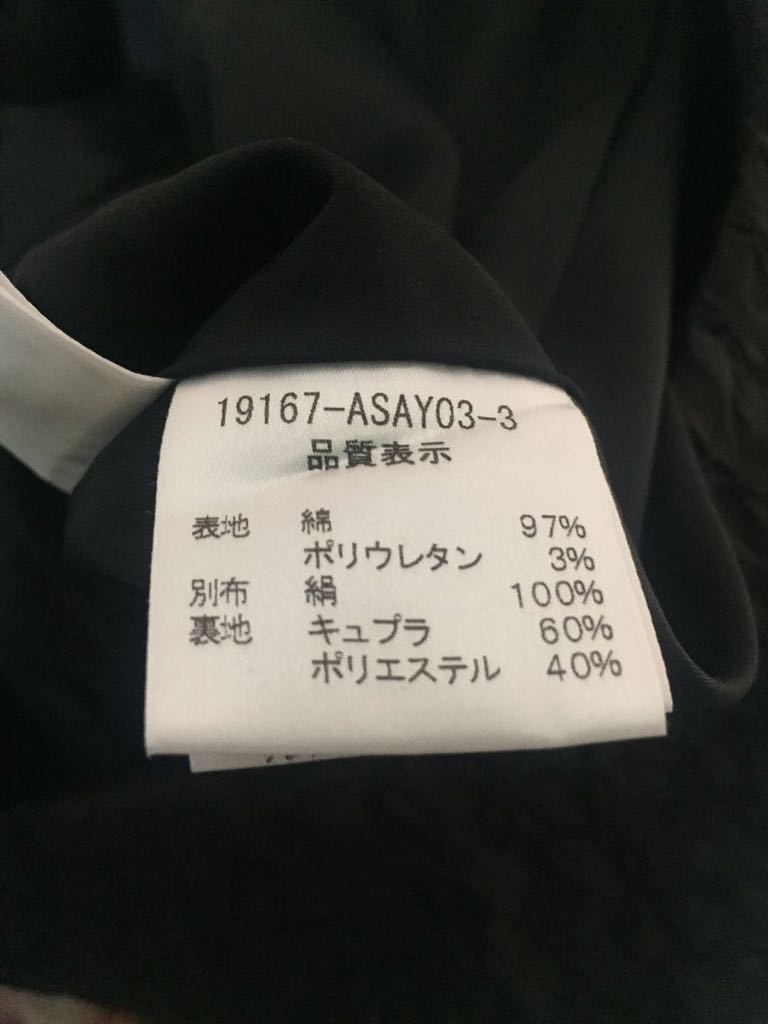 19167-ASAY03-3
品質表示
表地 綿 97%
ポリウレタン 3%
別布 絹 100%
裏地 キュプラ 60%
ポリエステル 40%